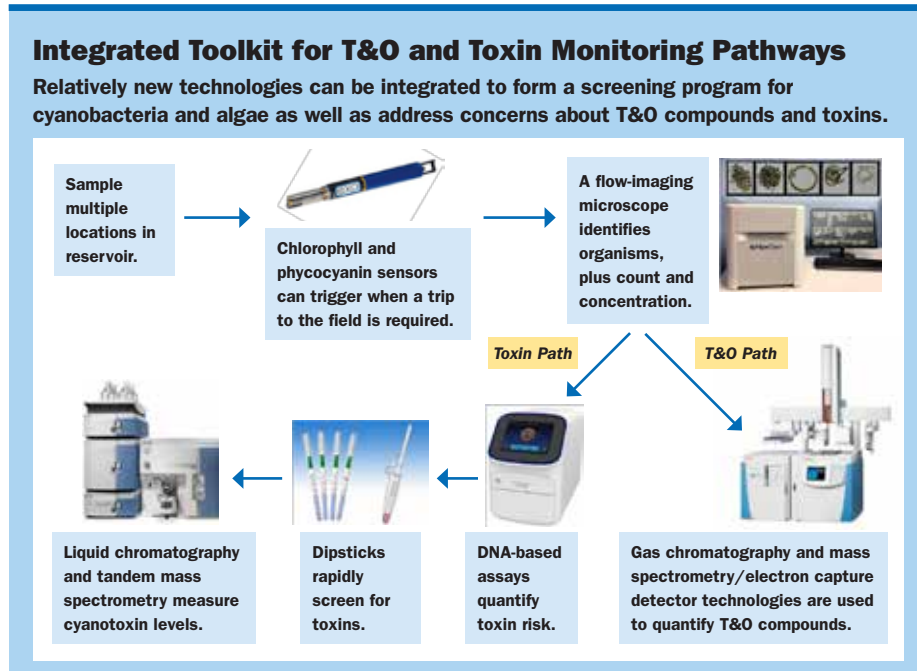 Integrated Toolkit for T&O and Toxin Monitoring Pathways
Relatively new technologies can be integrated to form a screening program for
cyanobacteria and algae as well as address concerns about T&O compounds and toxins.
Sample
multiple
locations in
reservoir.
Chlorophyll and
phycocyanin sensors
can trigger when a trip
to the field is required.
A flow-imaging
microscope
identifies
organisms,
plus count and
concentration.
Toxin Path
T&O Path
Liquid chromatography
and tandem mass
spectrometry measure
cyanotoxin levels.
Dipsticks
rapidly
screen for
toxins.
DNA-based
assays
quantify
toxin risk.
Gas chromatography and mass
spectrometry/electron capture
detector technologies are used
to quantify T&O compounds.